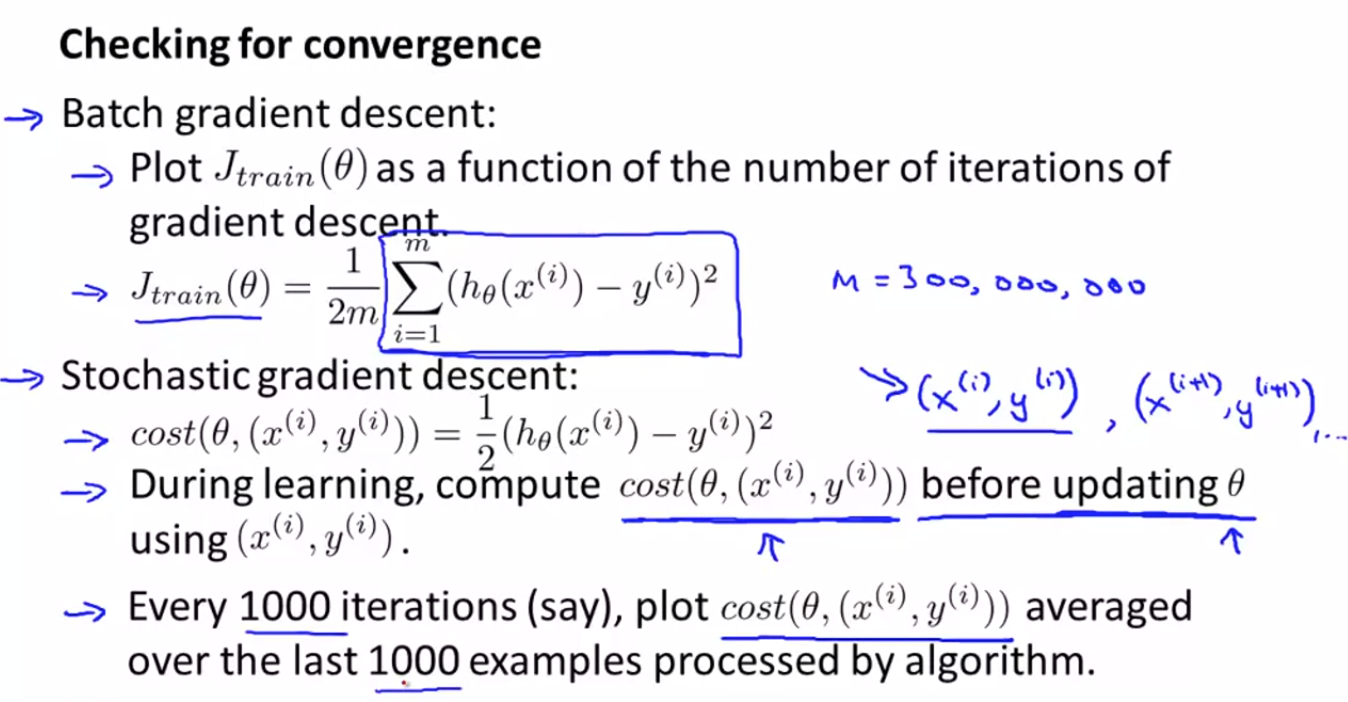 Checking for convergence
→ Batch gradient descent:
→ Plot J_train(θ) as a function of the number of iterations of
gradient descent.
→ J_train(θ) = 1/2m ∑_{i=1}^{m} (h_θ(x^(i)) − y^(i))²
M = 300,000,000
→ Stochastic gradient descent:
→ (x^(i), y^(i)), (x^(i+1), y^(i+1)), ...
→ cost(θ, (x^(i), y^(i))) = 1/2 (h_θ(x^(i)) − y^(i))²
→ During learning, compute cost(θ, (x^(i), y^(i))) before updating θ
using (x^(i), y^(i)).
→ Every 1000 iterations (say), plot cost(θ, (x^(i), y^(i))) averaged
over the last 1000 examples processed by algorithm.